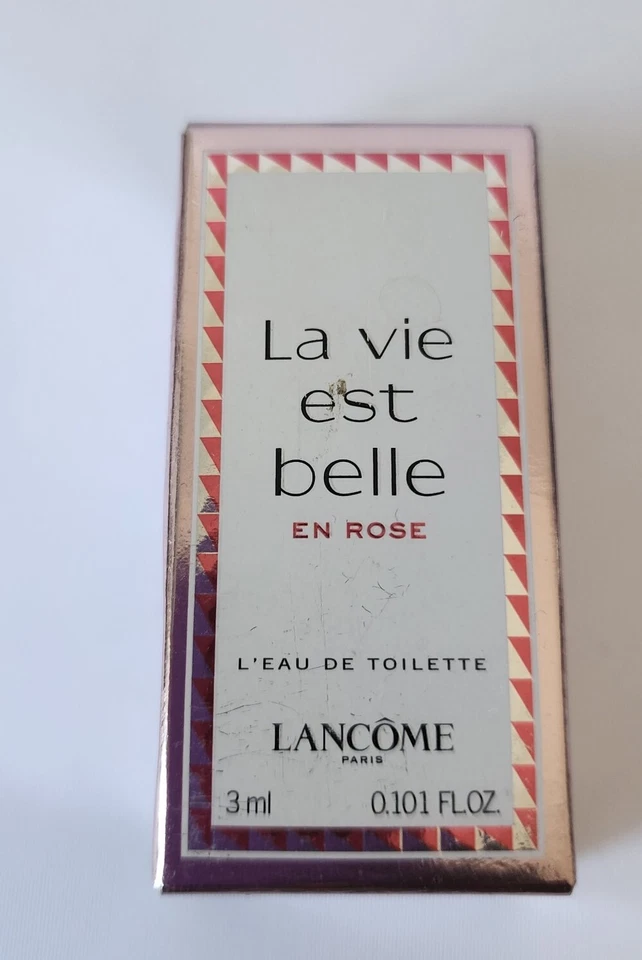 La vie
est
belle
EN ROSE
L'EAU DE TOILETTE
LANCÔME
PARIS
3 ml 0.101 FL.OZ.